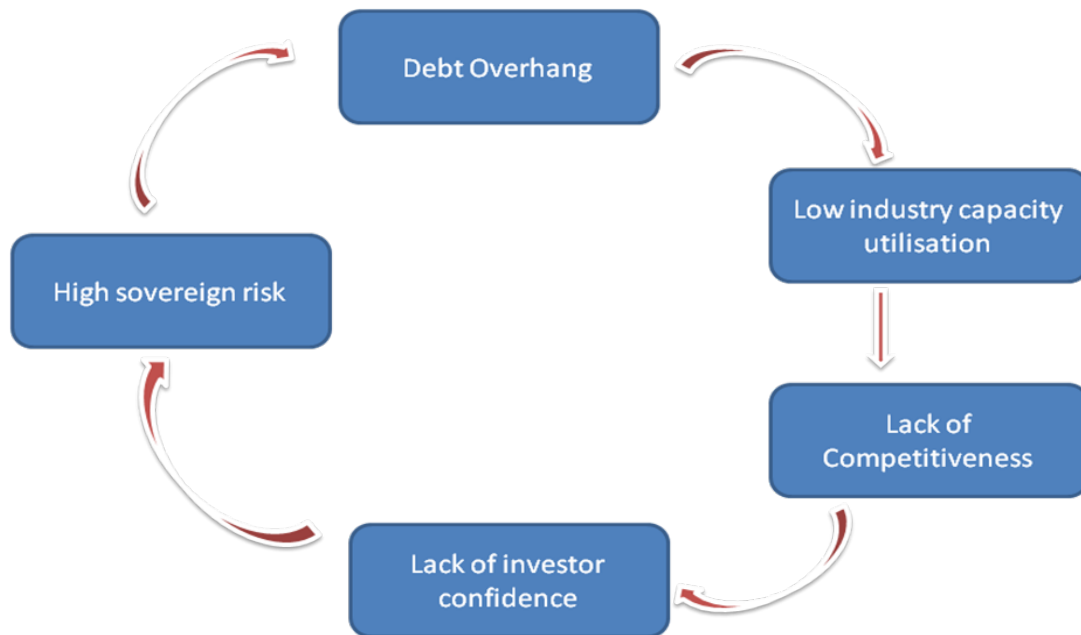 Debt Overhang
Low industry capacity
utilisation
Lack of
Competitiveness
Lack of investor
confidence
High sovereign risk